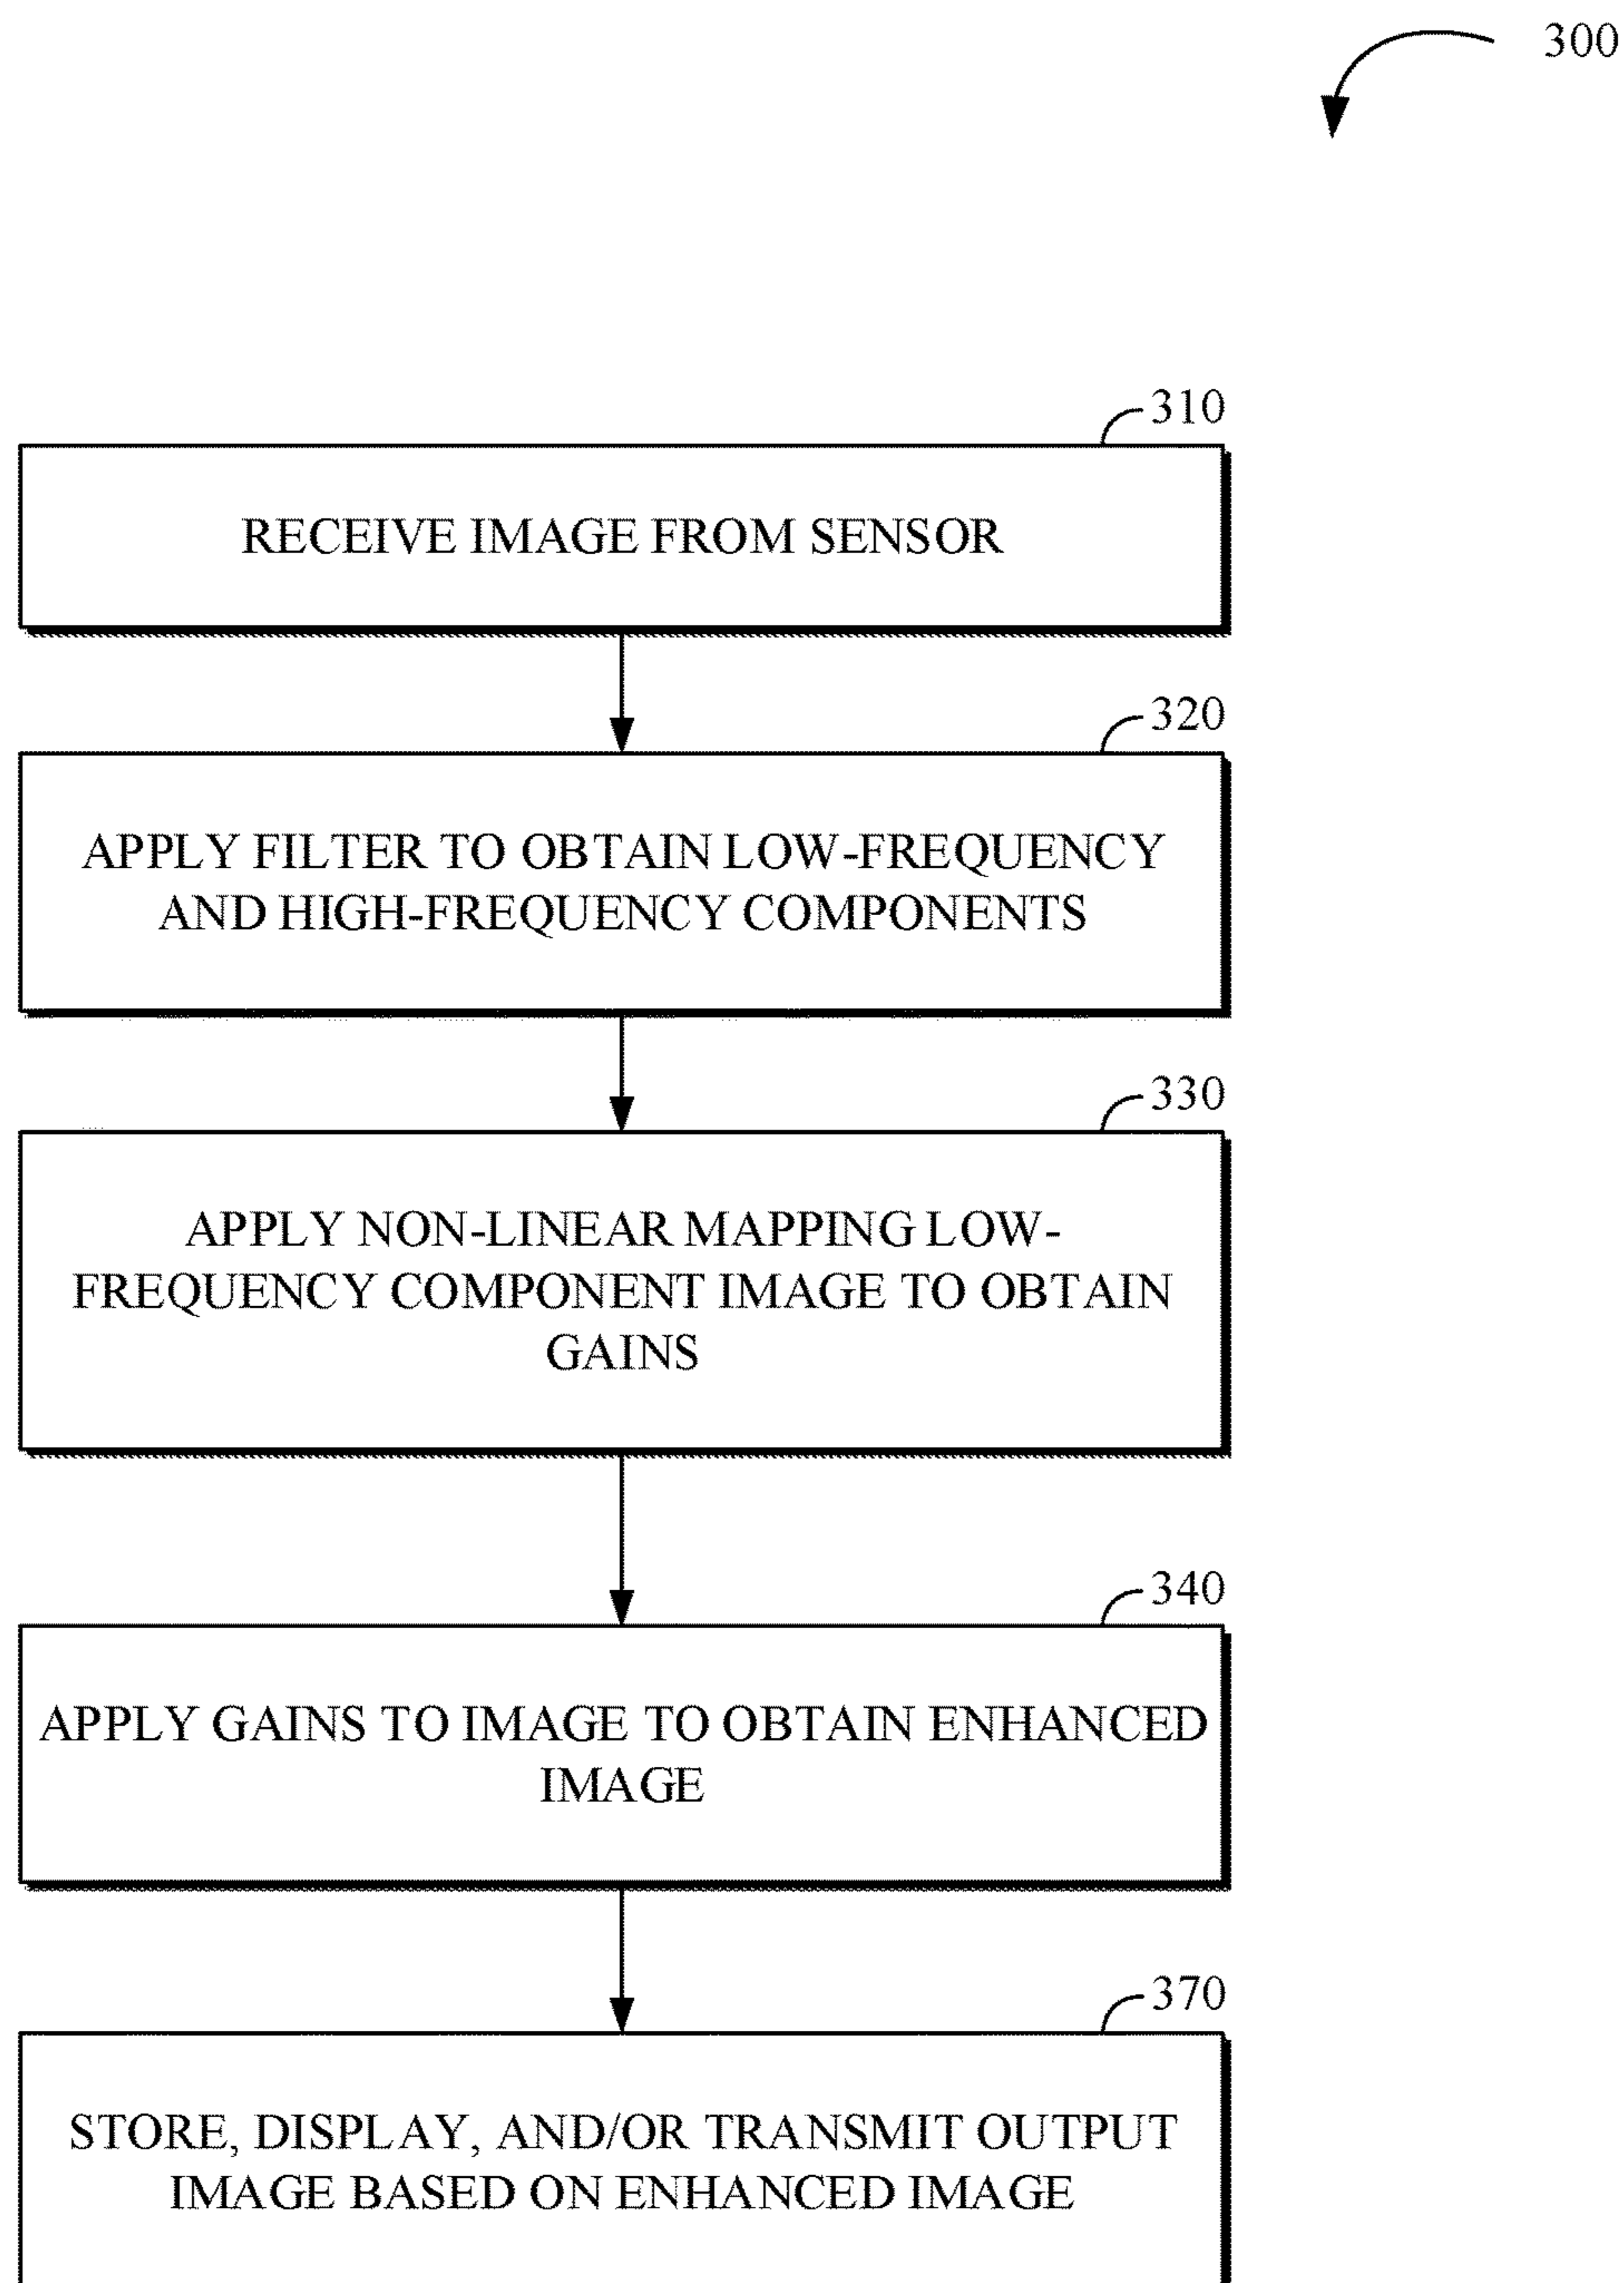 300
310
RECEIVE IMAGE FROM SENSOR
320
APPLY FILTER TO OBTAIN LOW-FREQUENCY
AND HIGH-FREQUENCY COMPONENTS
330
APPLY NON-LINEAR MAPPING LOW-
FREQUENCY COMPONENT IMAGE TO OBTAIN
GAINS
340
APPLY GAINS TO IMAGE TO OBTAIN ENHANCED
IMAGE
370
STORE, DISPLAY, AND/OR TRANSMIT OUTPUT
IMAGE BASED ON ENHANCED IMAGE